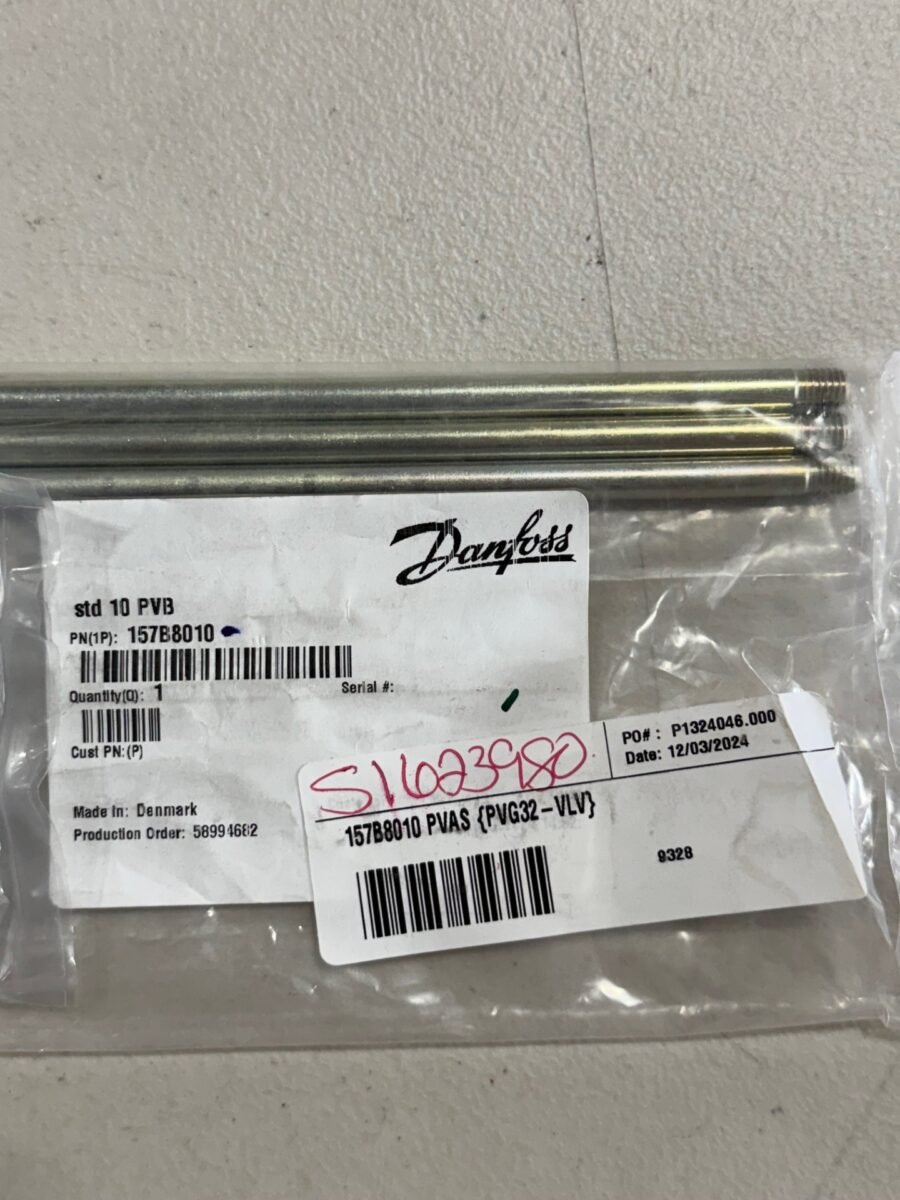 Danfoss
std 10 PVB
PN(1P): 157B8010
Quantity(Q): 1
Serial #:
Cust PN:(P)
Made In: Denmark
Production Order: 58994682
S1623980
PO# : P1324046.000
Date: 12/03/2024
157B8010 PVAS {PVG32-VLV}
9328